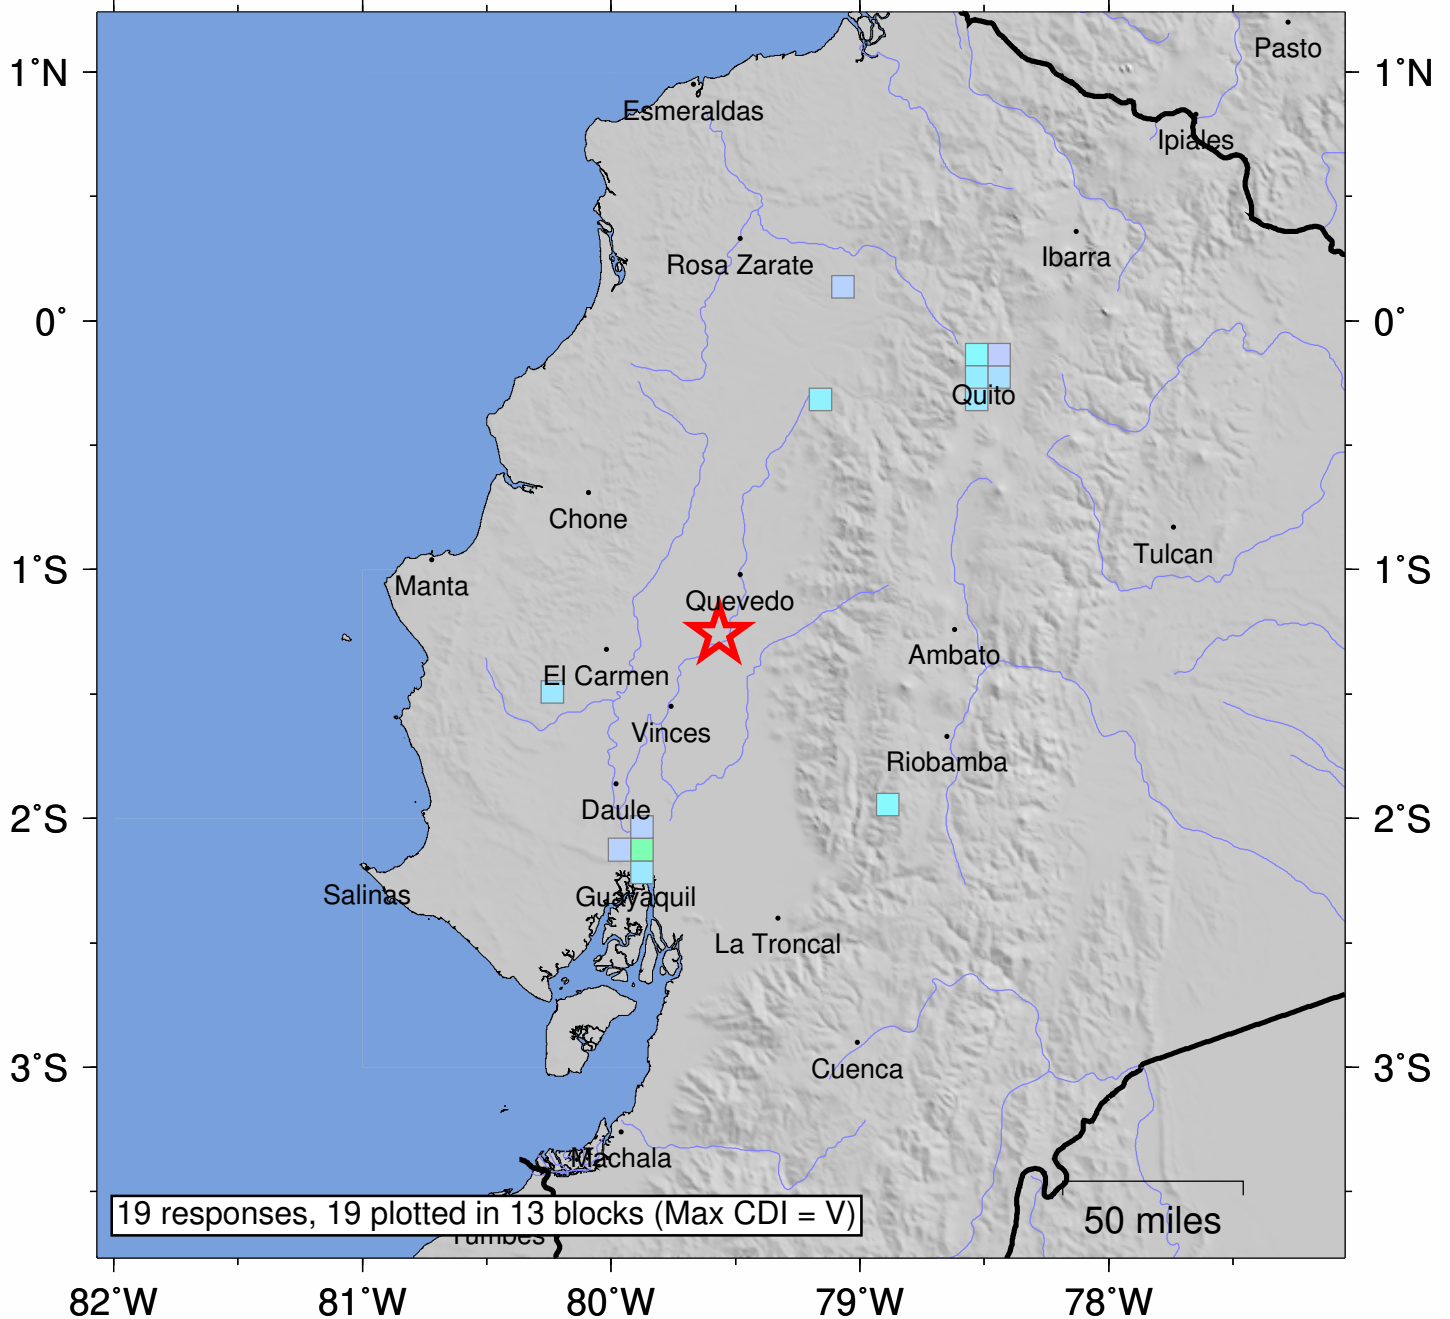 Pasto
1˚N
1˚N
Esmeraldas
Ipiales
Ibarra
Rosa Zarate
0˚
0˚
Quito
Chone
Tulcan
1˚S
1˚S
Manta
Quevedo
Ambato
El Carmen
Vinces
Riobamba
Daule
2˚S
2˚S
Salinas
Guayaquil
La Troncal
3˚S
3˚S
Cuenca
Machala
19 responses, 19 plotted in 13 blocks (Max CDI = V)
50 miles
Tumbes
82˚W
81˚W
80˚W
79˚W
78˚W